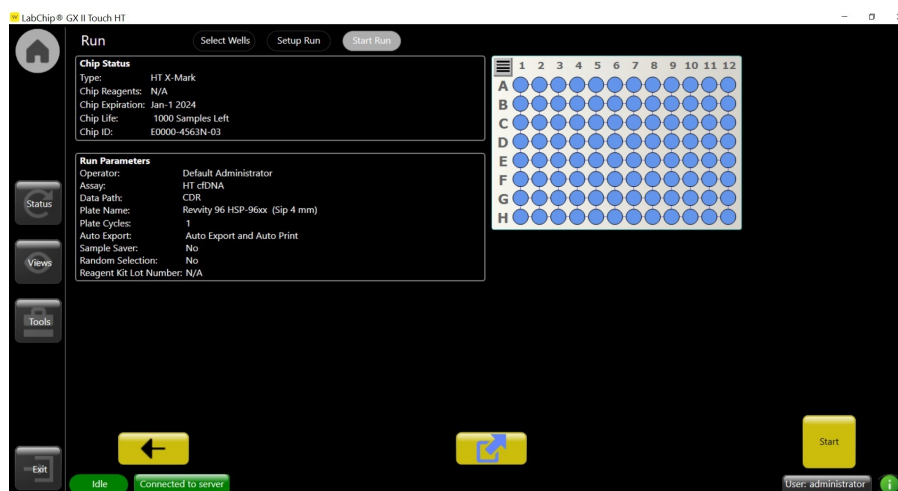 LabChip® GX II Touch HT
Run
Select Wells
Setup Run
Start Run
Chip Status
Type: HT X-Mark
Chip Reagents: N/A
Chip Expiration: Jan-1 2024
Chip Life: 1000 Samples Left
Chip ID: E0000-4563N-03
Run Parameters
Operator: Default Administrator
Assay: HT cfDNA
Data Path: CDR
Plate Name: Revvity 96 HSP-96xx (Sip 4 mm)
Plate Cycles: 1
Auto Export: Auto Export and Auto Print
Sample Saver: No
Random Selection: No
Reagent Kit Lot Number: N/A
1 2 3 4 5 6 7 8 9 10 11 12
A
B
C
D
E
F
G
H
Status
Views
Tools
Exit
Start
Idle
Connected to server
User: administrator
i